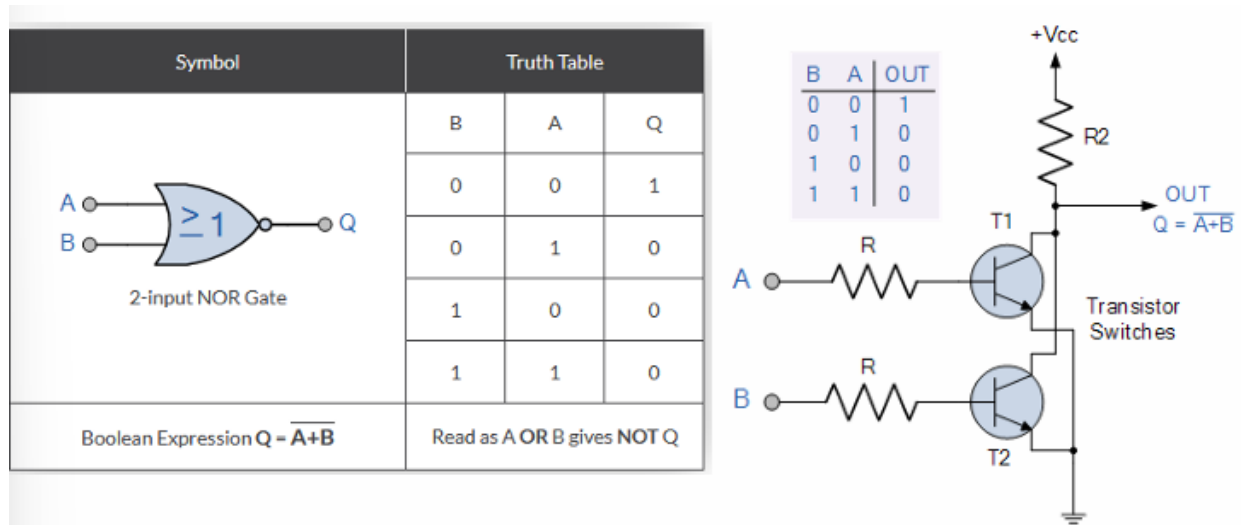 Symbol
Truth Table
B A Q
0 0 1
0 1 0
1 0 0
1 1 0
A
B
≥1
Q
2-input NOR Gate
Boolean Expression Q = A̅+̅B̅
Read as A OR B gives NOT Q
B A OUT
0 0 1
0 1 0
1 0 0
1 1 0
+Vcc
R2
OUT
Q = A̅+̅B̅
T1
R
A
Transistor
Switches
R
B
T2